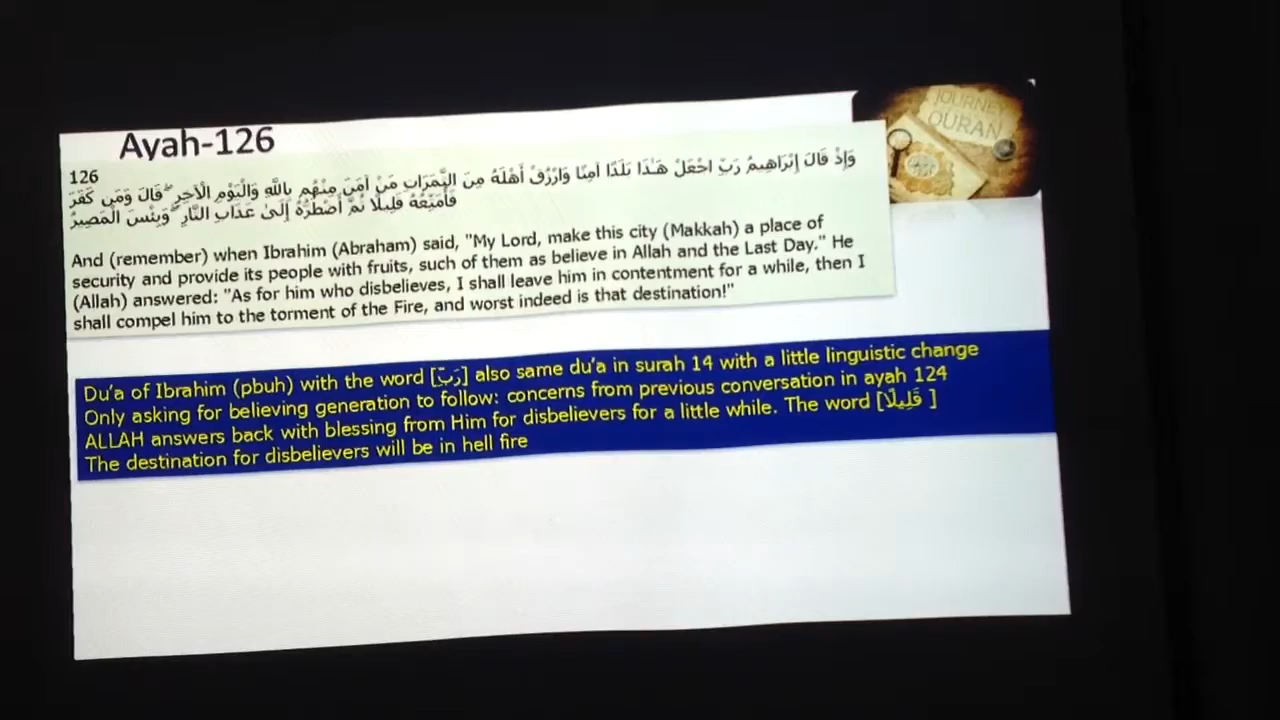 Ayah-126
JOURNEY
QURAN
126
وَإِذْ قَالَ إِبْرَاهِيمُ رَبِّ اجْعَلْ هَٰذَا بَلَدًا آمِنًا وَارْزُقْ أَهْلَهُ مِنَ الثَّمَرَاتِ مَنْ آمَنَ مِنْهُم بِاللَّهِ وَالْيَوْمِ الْآخِرِ ۖ قَالَ وَمَن كَفَرَ
فَأُمَتِّعُهُ قَلِيلًا ثُمَّ أَضْطَرُّهُ إِلَىٰ عَذَابِ النَّارِ ۖ وَبِئْسَ الْمَصِيرُ
And (remember) when Ibrahim (Abraham) said, "My Lord, make this city (Makkah) a place of
security and provide its people with fruits, such of them as believe in Allah and the Last Day." He
(Allah) answered: "As for him who disbelieves, I shall leave him in contentment for a while, then I
shall compel him to the torment of the Fire, and worst indeed is that destination!"
Du'a of Ibrahim (pbuh) with the word [رَبِّ] also same du'a in surah 14 with a little linguistic change
Only asking for believing generation to follow: concerns from previous conversation in ayah 124
ALLAH answers back with blessing from Him for disbelievers for a little while. The word [قَلِيلًا ]
The destination for disbelievers will be in hell fire